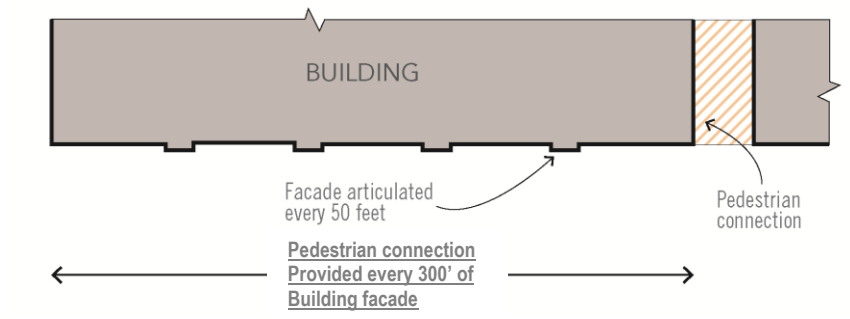 BUILDING
Facade articulated
every 50 feet
Pedestrian
connection
Pedestrian connection
Provided every 300’ of
Building facade